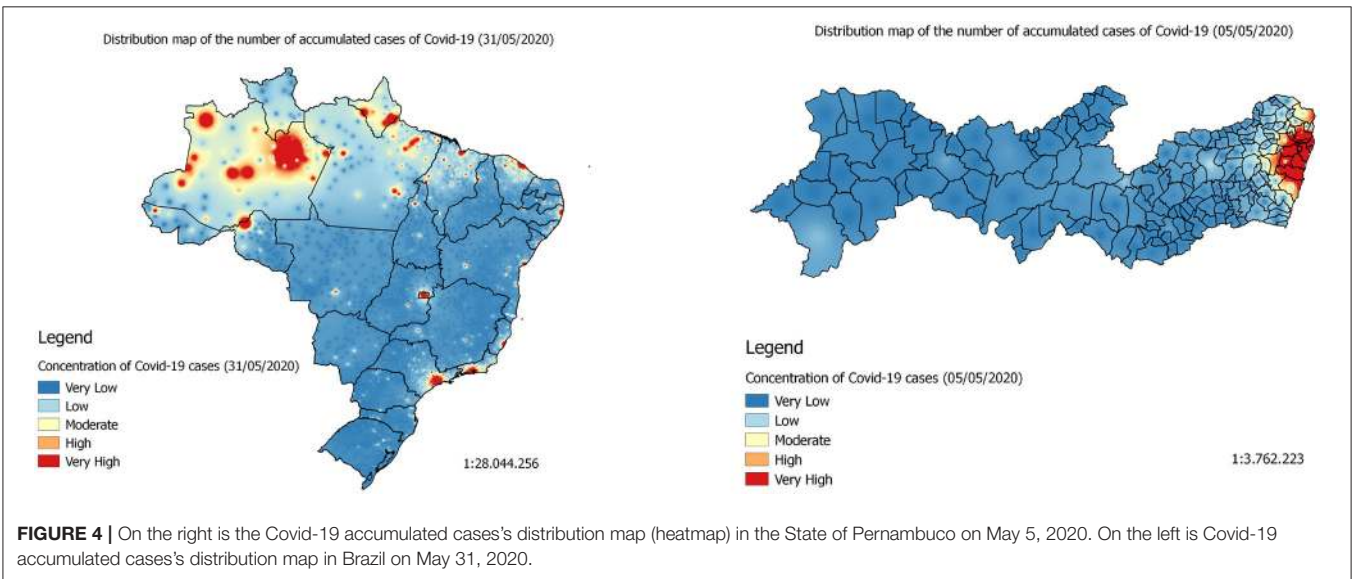 Distribution map of the number of accumulated cases of Covid-19 (31/05/2020)
Legend
Concentration of Covid-19 cases (31/05/2020)
Very Low
Low
Moderate
High
Very High
1:28.044.256
Distribution map of the number of accumulated cases of Covid-19 (05/05/2020)
Legend
Concentration of Covid-19 cases (05/05/2020)
Very Low
Low
Moderate
High
Very High
1:3.762.223
FIGURE 4 | On the right is the Covid-19 accumulated cases's distribution map (heatmap) in the State of Pernambuco on May 5, 2020. On the left is Covid-19
accumulated cases's distribution map in Brazil on May 31, 2020.